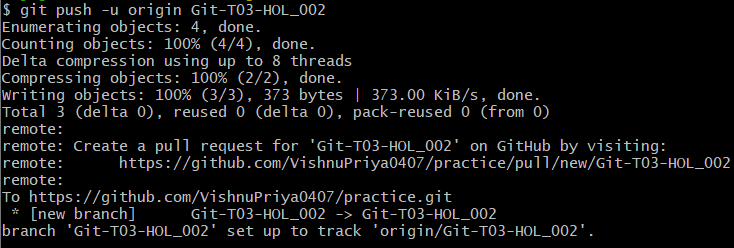 $ git push -u origin Git-T03-HOL_002
Enumerating objects: 4, done.
Counting objects: 100% (4/4), done.
Delta compression using up to 8 threads
Compressing objects: 100% (2/2), done.
Writing objects: 100% (3/3), 373 bytes | 373.00 KiB/s, done.
Total 3 (delta 0), reused 0 (delta 0), pack-reused 0 (from 0)
remote:
remote: Create a pull request for 'Git-T03-HOL_002' on GitHub by visiting:
remote:      https://github.com/VishnuPriya0407/practice/pull/new/Git-T03-HOL_002
remote:
To https://github.com/VishnuPriya0407/practice.git
 * [new branch]      Git-T03-HOL_002 -> Git-T03-HOL_002
branch 'Git-T03-HOL_002' set up to track 'origin/Git-T03-HOL_002'.